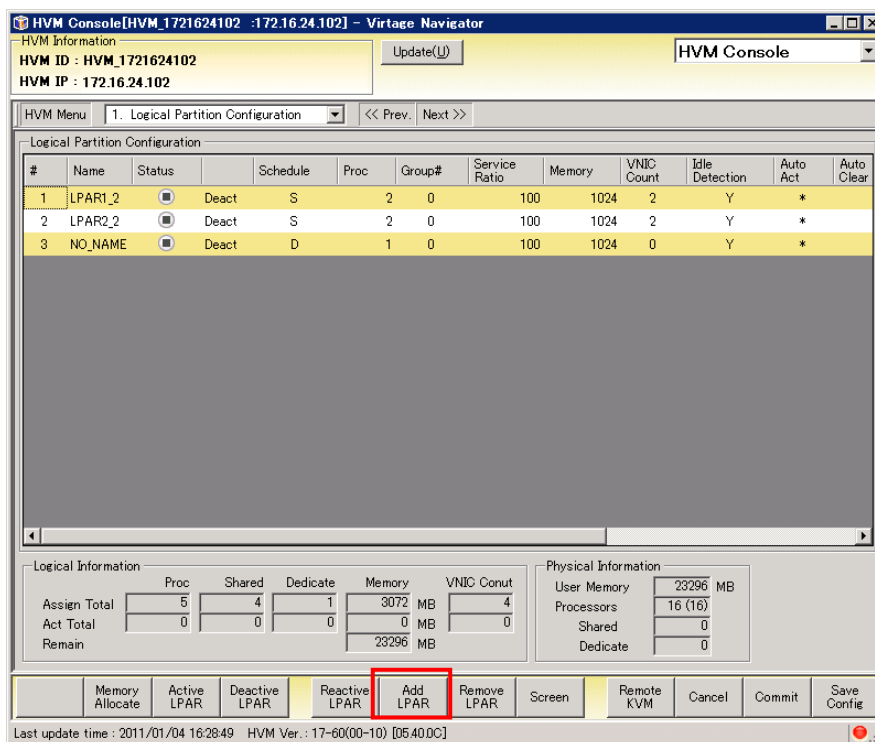 HVM Console[HVM_1721624102 :172.16.24.102] - Virtage Navigator
HVM Information
HVM ID : HVM_1721624102
HVM IP : 172.16.24.102
Update(U)
HVM Console
HVM Menu 1. Logical Partition Configuration << Prev. Next >>
Logical Partition Configuration
# Name Status Schedule Proc Group# Service Ratio Memory VNIC Count Idle Detection Auto Act Auto Clear
1 LPAR1_2 Deact S 2 0 100 1024 2 Y *
2 LPAR2_2 Deact S 2 0 100 1024 2 Y *
3 NO_NAME Deact D 1 0 100 1024 0 Y *
Logical Information
Proc Shared Dedicate Memory VNIC Conut
Assign Total 5 4 1 3072 MB 4
Act Total 0 0 0 0 MB 0
Remain 23296 MB
Physical Information
User Memory 23296 MB
Processors 16 (16)
Shared 0
Dedicate 0
Memory Allocate Active LPAR Deactive LPAR Reactive LPAR Add LPAR Remove LPAR Screen Remote KVM Cancel Commit Save Config
Last update time : 2011/01/04 16:28:49 HVM Ver. : 17-60(00-10) [05.40.0C]